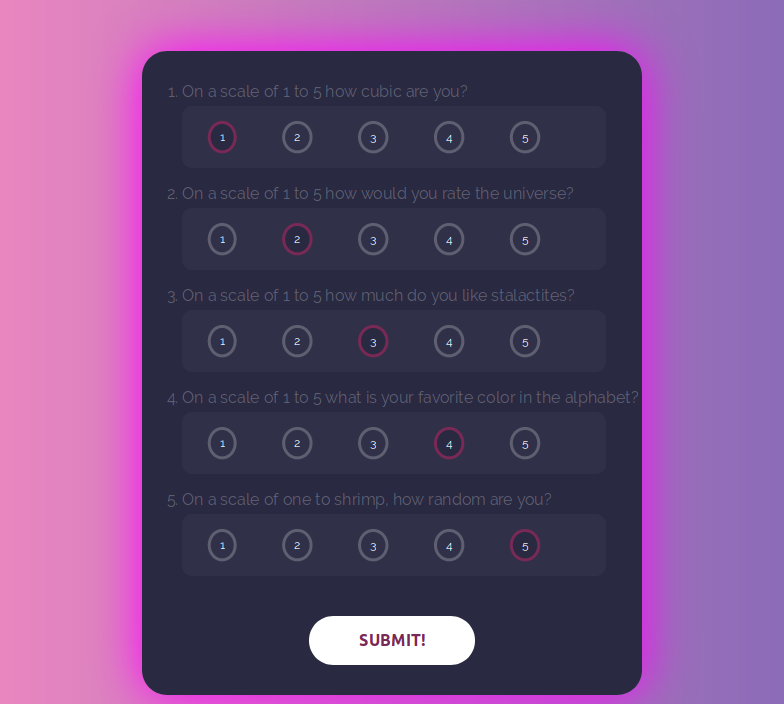 1. On a scale of 1 to 5 how cubic are you?
1 2 3 4 5
2. On a scale of 1 to 5 how would you rate the universe?
1 2 3 4 5
3. On a scale of 1 to 5 how much do you like stalactites?
1 2 3 4 5
4. On a scale of 1 to 5 what is your favorite color in the alphabet?
1 2 3 4 5
5. On a scale of one to shrimp, how random are you?
1 2 3 4 5
SUBMIT!